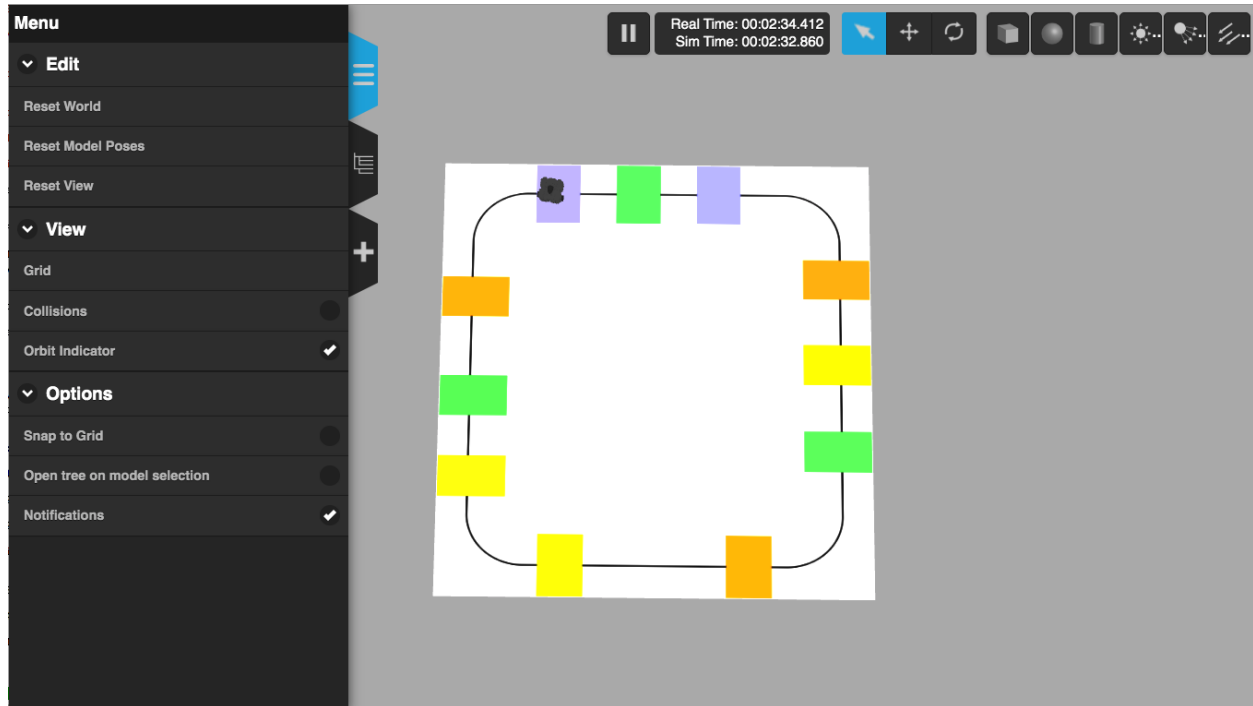 Menu
Edit
Reset World
Reset Model Poses
Reset View
View
Grid
Collisions
Orbit Indicator
Options
Snap to Grid
Open tree on model selection
Notifications
Real Time: 00:02:34.412
Sim Time: 00:02:32.860